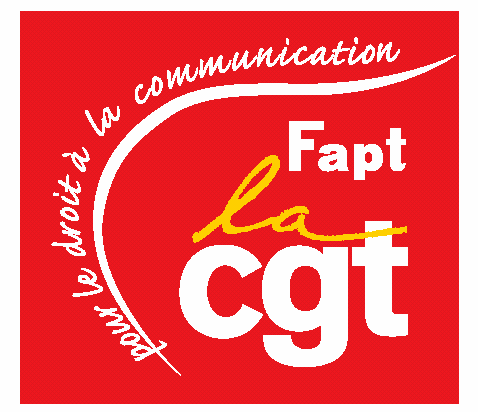 pour le droit à la communication
Fapt
la
cgt